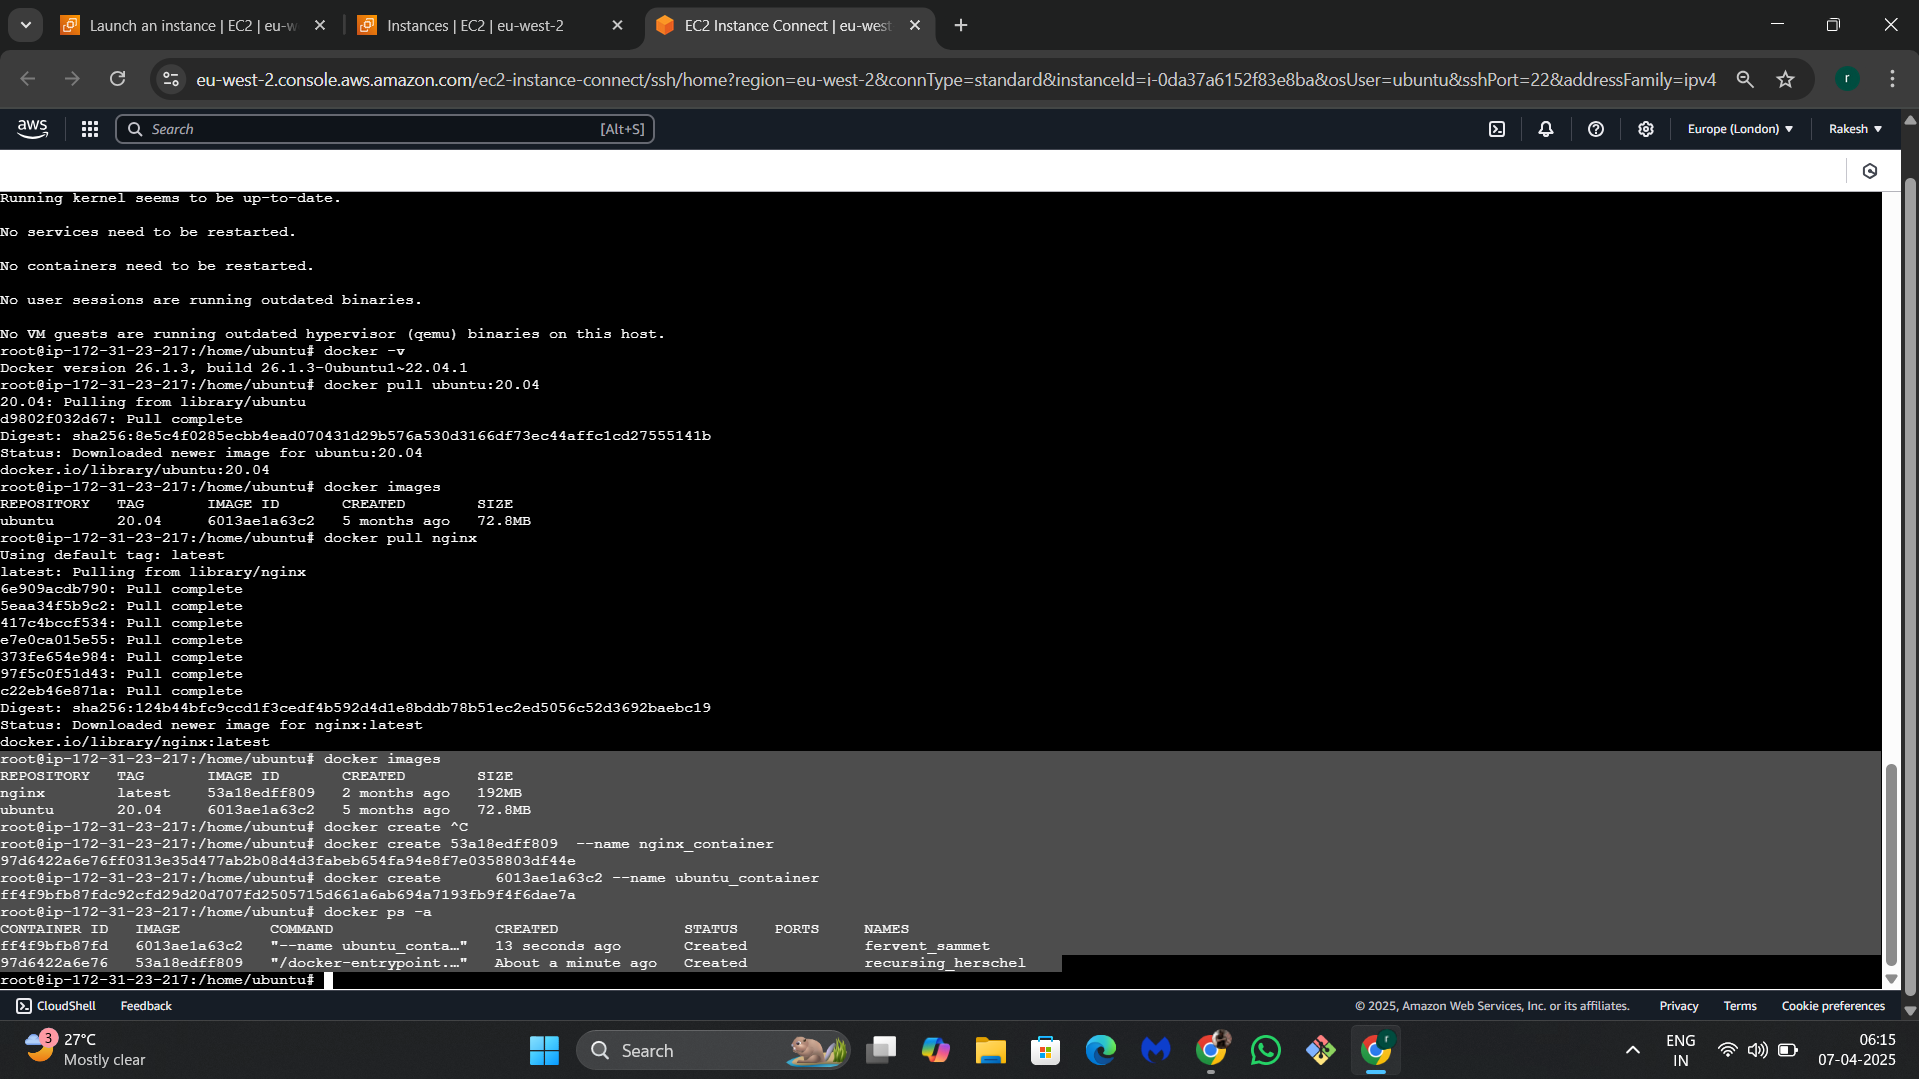 Launch an instance | EC2 | eu-w
Instances | EC2 | eu-west-2
EC2 Instance Connect | eu-west
eu-west-2.console.aws.amazon.com/ec2-instance-connect/ssh/home?region=eu-west-2&connType=standard&instanceId=i-0da37a6152f83e8ba&osUser=ubuntu&sshPort=22&addressFamily=ipv4
r
aws
Search
[Alt+S]
Europe (London)
Rakesh
Running kernel seems to be up-to-date.
No services need to be restarted.
No containers need to be restarted.
No user sessions are running outdated binaries.
No VM guests are running outdated hypervisor (qemu) binaries on this host.
root@ip-172-31-23-217:/home/ubuntu# docker -v
Docker version 26.1.3, build 26.1.3-0ubuntu1~22.04.1
root@ip-172-31-23-217:/home/ubuntu# docker pull ubuntu:20.04
20.04: Pulling from library/ubuntu
d9802f032d67: Pull complete
Digest: sha256:8e5c4f0285ecbb4ead070431d29b576a530d3166df73ec44affc1cd27555141b
Status: Downloaded newer image for ubuntu:20.04
docker.io/library/ubuntu:20.04
root@ip-172-31-23-217:/home/ubuntu# docker images
REPOSITORY   TAG       IMAGE ID       CREATED        SIZE
ubuntu       20.04     6013ae1a63c2   5 months ago   72.8MB
root@ip-172-31-23-217:/home/ubuntu# docker pull nginx
Using default tag: latest
latest: Pulling from library/nginx
6e909acdb790: Pull complete
5eaa34f5b9c2: Pull complete
417c4bccf534: Pull complete
e7e0ca015e55: Pull complete
373fe654e984: Pull complete
97f5c0f51d43: Pull complete
c22eb46e871a: Pull complete
Digest: sha256:124b44bfc9ccd1f3cedf4b592d4d1e8bddb78b51ec2ed5056c52d3692baebc19
Status: Downloaded newer image for nginx:latest
docker.io/library/nginx:latest
root@ip-172-31-23-217:/home/ubuntu# docker images
REPOSITORY   TAG       IMAGE ID       CREATED        SIZE
nginx        latest    53a18edff809   2 months ago   192MB
ubuntu       20.04     6013ae1a63c2   5 months ago   72.8MB
root@ip-172-31-23-217:/home/ubuntu# docker create ^C
root@ip-172-31-23-217:/home/ubuntu# docker create 53a18edff809  --name nginx_container
97d6422a6e76ff0313e35d477ab2b08d4d3fabeb654fa94e8f7e0358803df44e
root@ip-172-31-23-217:/home/ubuntu# docker create      6013ae1a63c2 --name ubuntu_container
ff4f9bfb87fdc92cfd29d20d707fd2505715d661a6ab694a7193fb9f4f6dae7a
root@ip-172-31-23-217:/home/ubuntu# docker ps -a
CONTAINER ID   IMAGE          COMMAND                  CREATED              STATUS    PORTS     NAMES
ff4f9bfb87fd   6013ae1a63c2   "--name ubuntu_conta…"   13 seconds ago       Created             fervent_sammet
97d6422a6e76   53a18edff809   "/docker-entrypoint.…"   About a minute ago   Created             recursing_herschel
root@ip-172-31-23-217:/home/ubuntu#
CloudShell
Feedback
© 2025, Amazon Web Services, Inc. or its affiliates.
Privacy
Terms
Cookie preferences
3
27°C
Mostly clear
Search
r
ENG
IN
06:15
07-04-2025